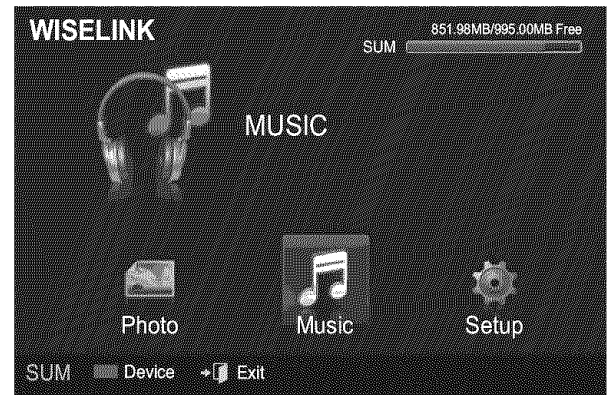 WISELINK
851.98MB/995.00MB Free
SUM
MUSIC
Photo Music Setup
SUM Device Exit